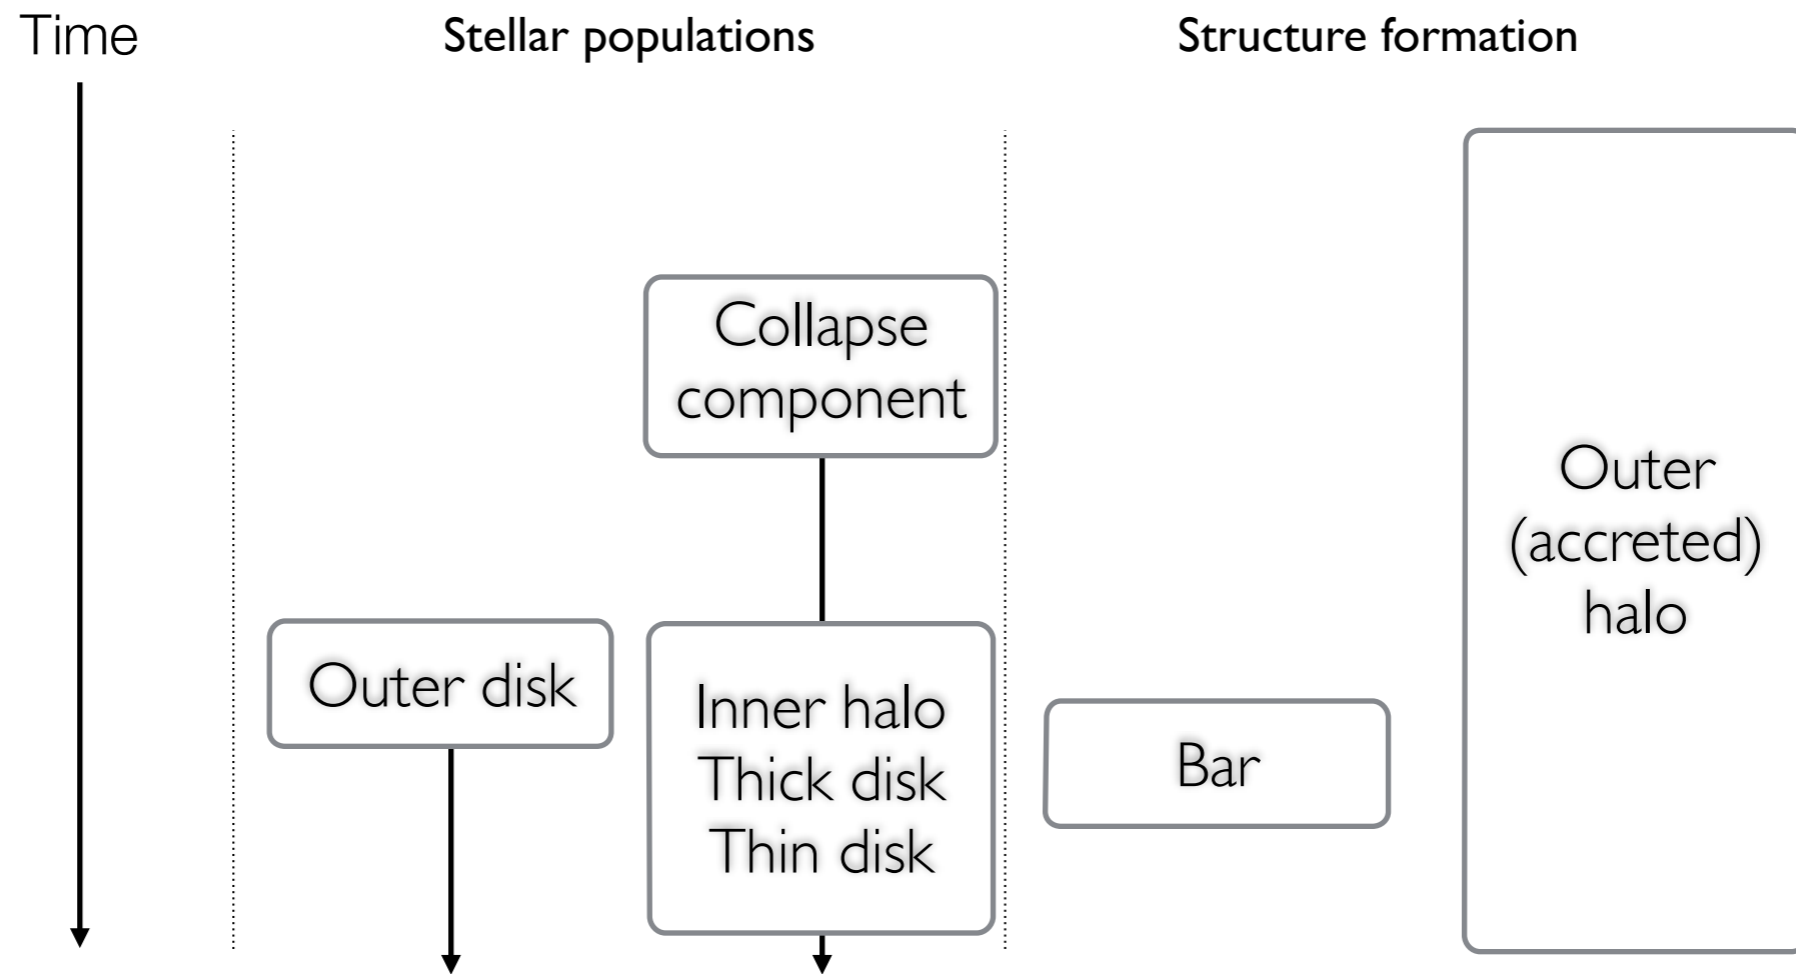 Time
Stellar populations
Structure formation
Collapse
component
Outer
(accreted)
halo
Outer disk
Inner halo
Thick disk
Thin disk
Bar